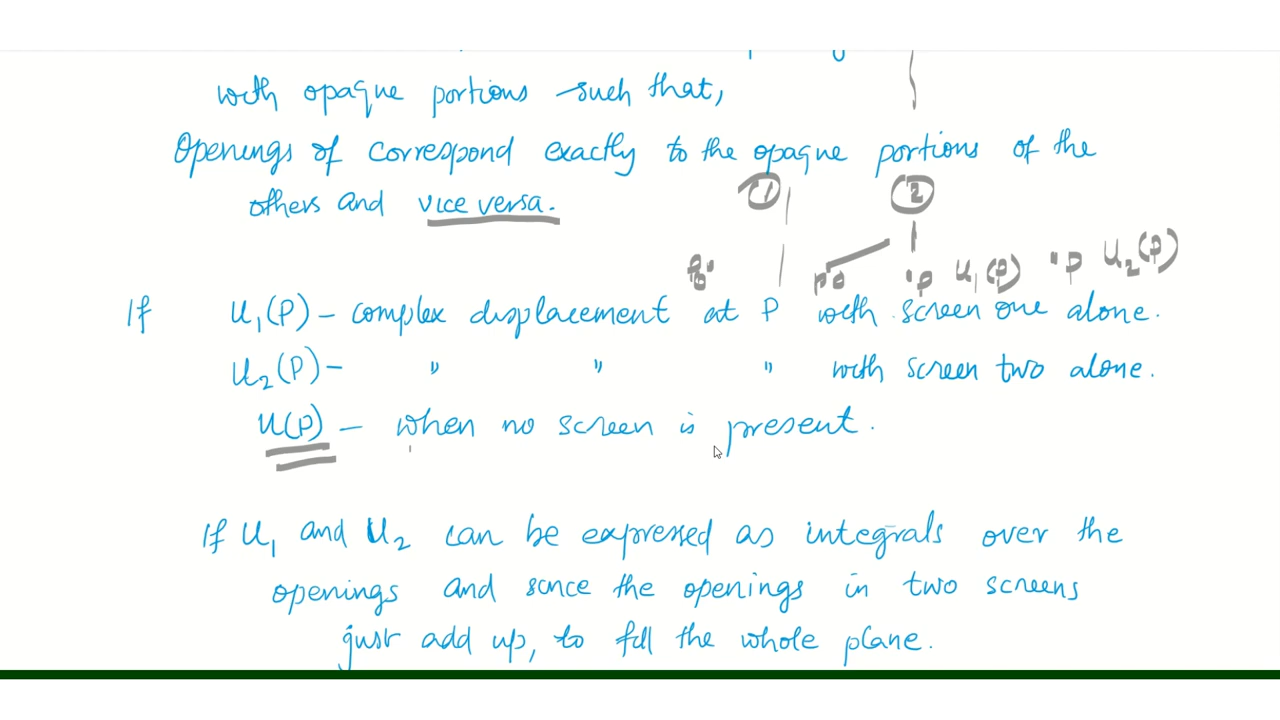 with opaque portions such that,
Openings of correspond exactly to the opaque portions of the
others and vice versa.
1 2
P0 P0 P U1(P) P U2(P)
If U1(P) – complex displacement at P with screen one alone.
U2(P) – " " " with screen two alone.
U(P) – when no screen is present.
If U1 and U2 can be expressed as integrals over the
openings and sence the openings in two screens
just add up, to fill the whole plane.